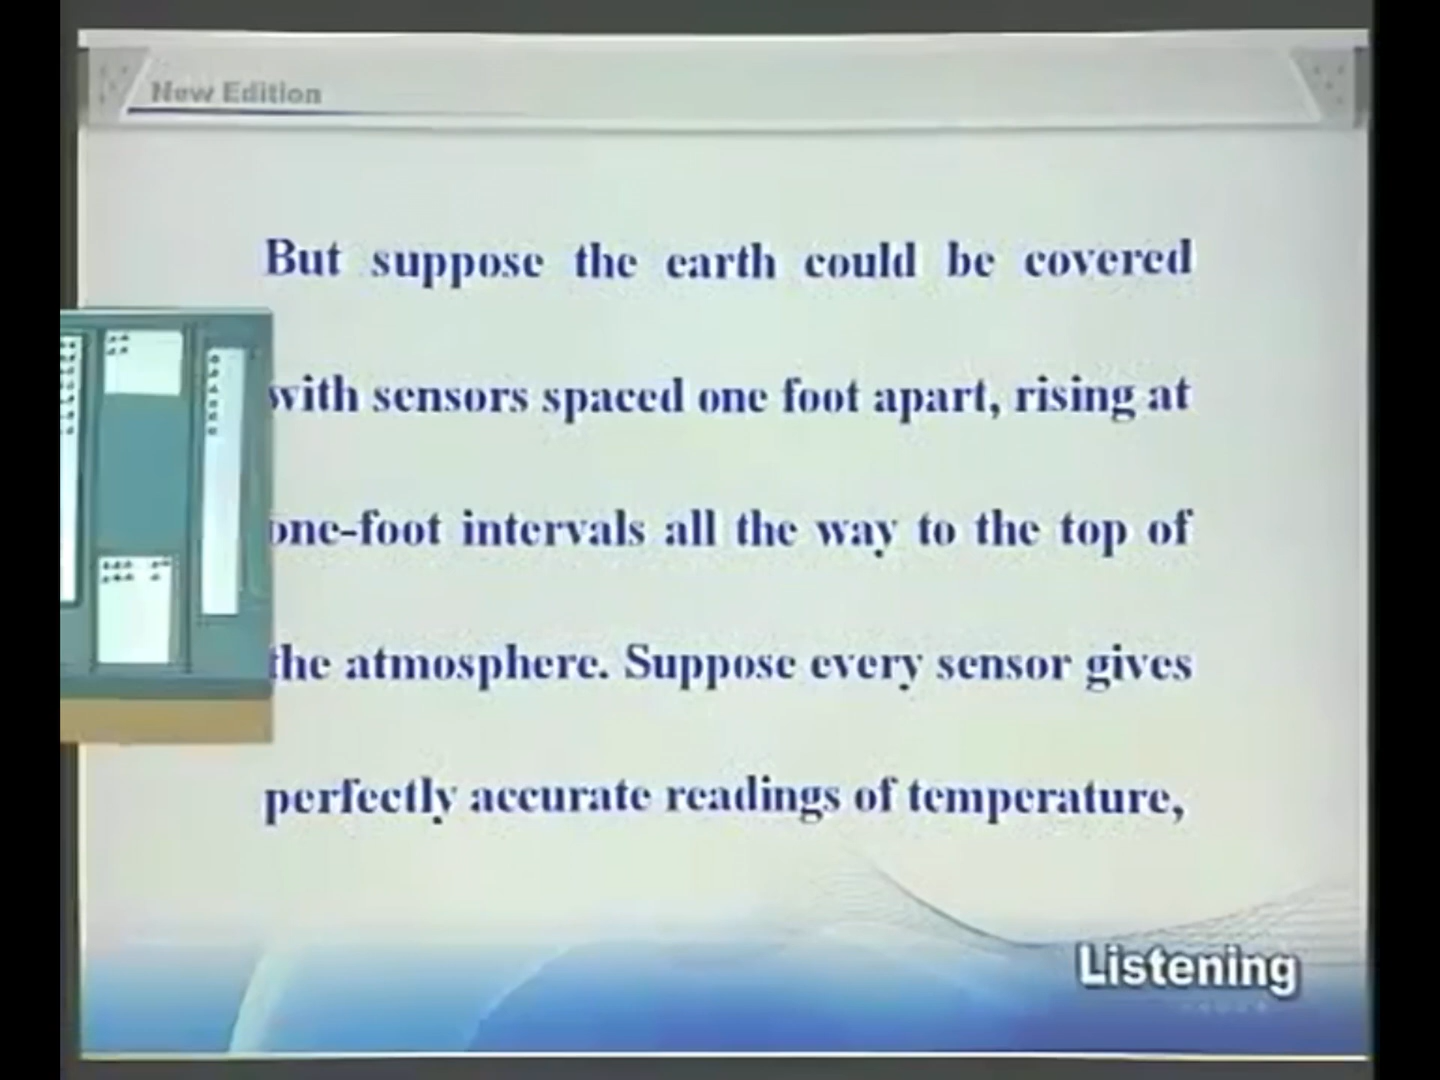 New Edition
But suppose the earth could be covered
with sensors spaced one foot apart, rising at
one-foot intervals all the way to the top of
the atmosphere. Suppose every sensor gives
perfectly accurate readings of temperature,
Listening